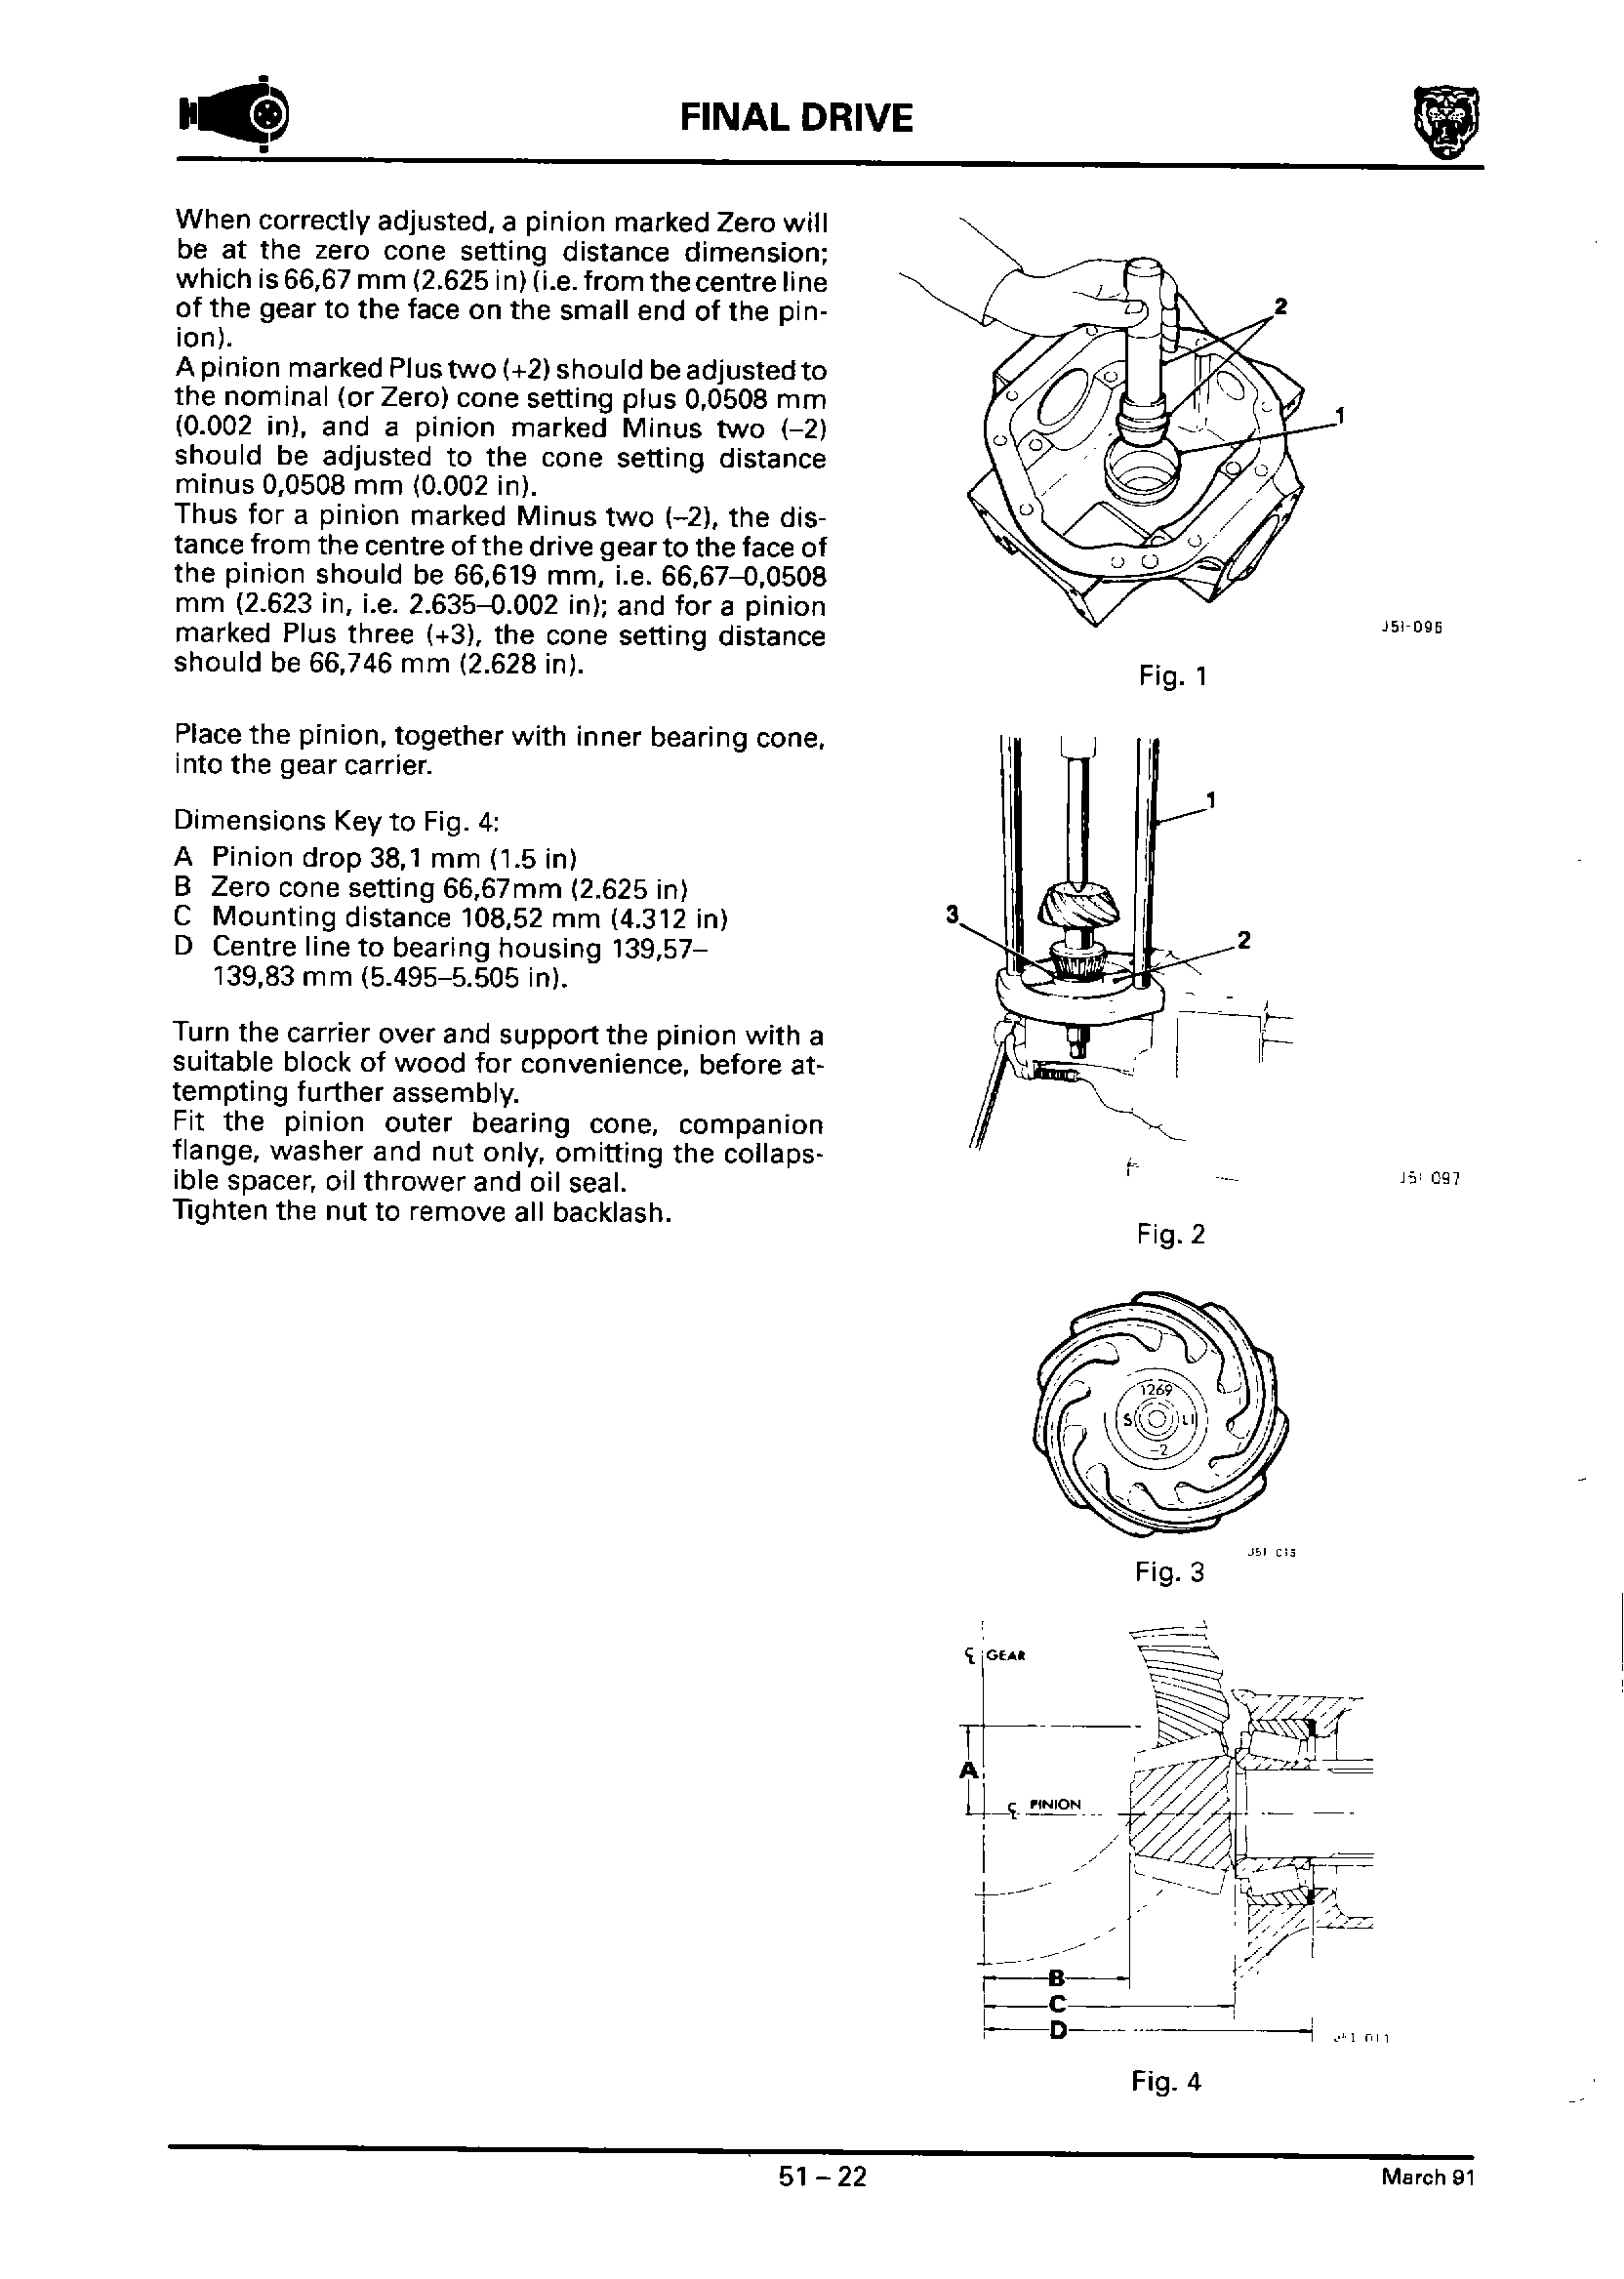 FINAL DRIVE
When correctly adjusted, a pinion marked Zero will
be at the zero cone setting distance dimension;
which is 66,67 mm (2.625 in) (i.e. from the centre line
of the gear to the face on the small end of the pin-
ion).
A pinion marked Plus two (+2) should be adjusted to
the nominal (or Zero) cone setting plus 0,0508 mm
(0.002 in), and a pinion marked Minus two (–2)
should be adjusted to the cone setting distance
minus 0,0508 mm (0.002 in).
Thus for a pinion marked Minus two (–2), the dis-
tance from the centre of the drive gear to the face of
the pinion should be 66,619 mm, i.e. 66,67–0,0508
mm (2.623 in, i.e. 2.635–0.002 in); and for a pinion
marked Plus three (+3), the cone setting distance
should be 66,746 mm (2.628 in).
Place the pinion, together with inner bearing cone,
into the gear carrier.
Dimensions Key to Fig. 4:
A Pinion drop 38,1 mm (1.5 in)
B Zero cone setting 66,67mm (2.625 in)
C Mounting distance 108,52 mm (4.312 in)
D Centre line to bearing housing 139,57–
139,83 mm (5.495–5.505 in).
Turn the carrier over and support the pinion with a
suitable block of wood for convenience, before at-
tempting further assembly.
Fit the pinion outer bearing cone, companion
flange, washer and nut only, omitting the collaps-
ible spacer, oil thrower and oil seal.
Tighten the nut to remove all backlash.
2
1
J51-096
Fig. 1
1
3
2
J51 097
Fig. 2
1269
S LI
-2
Fig. 3
GEAR
A
PINION
B
C
D
Fig. 4
51 – 22
March 91